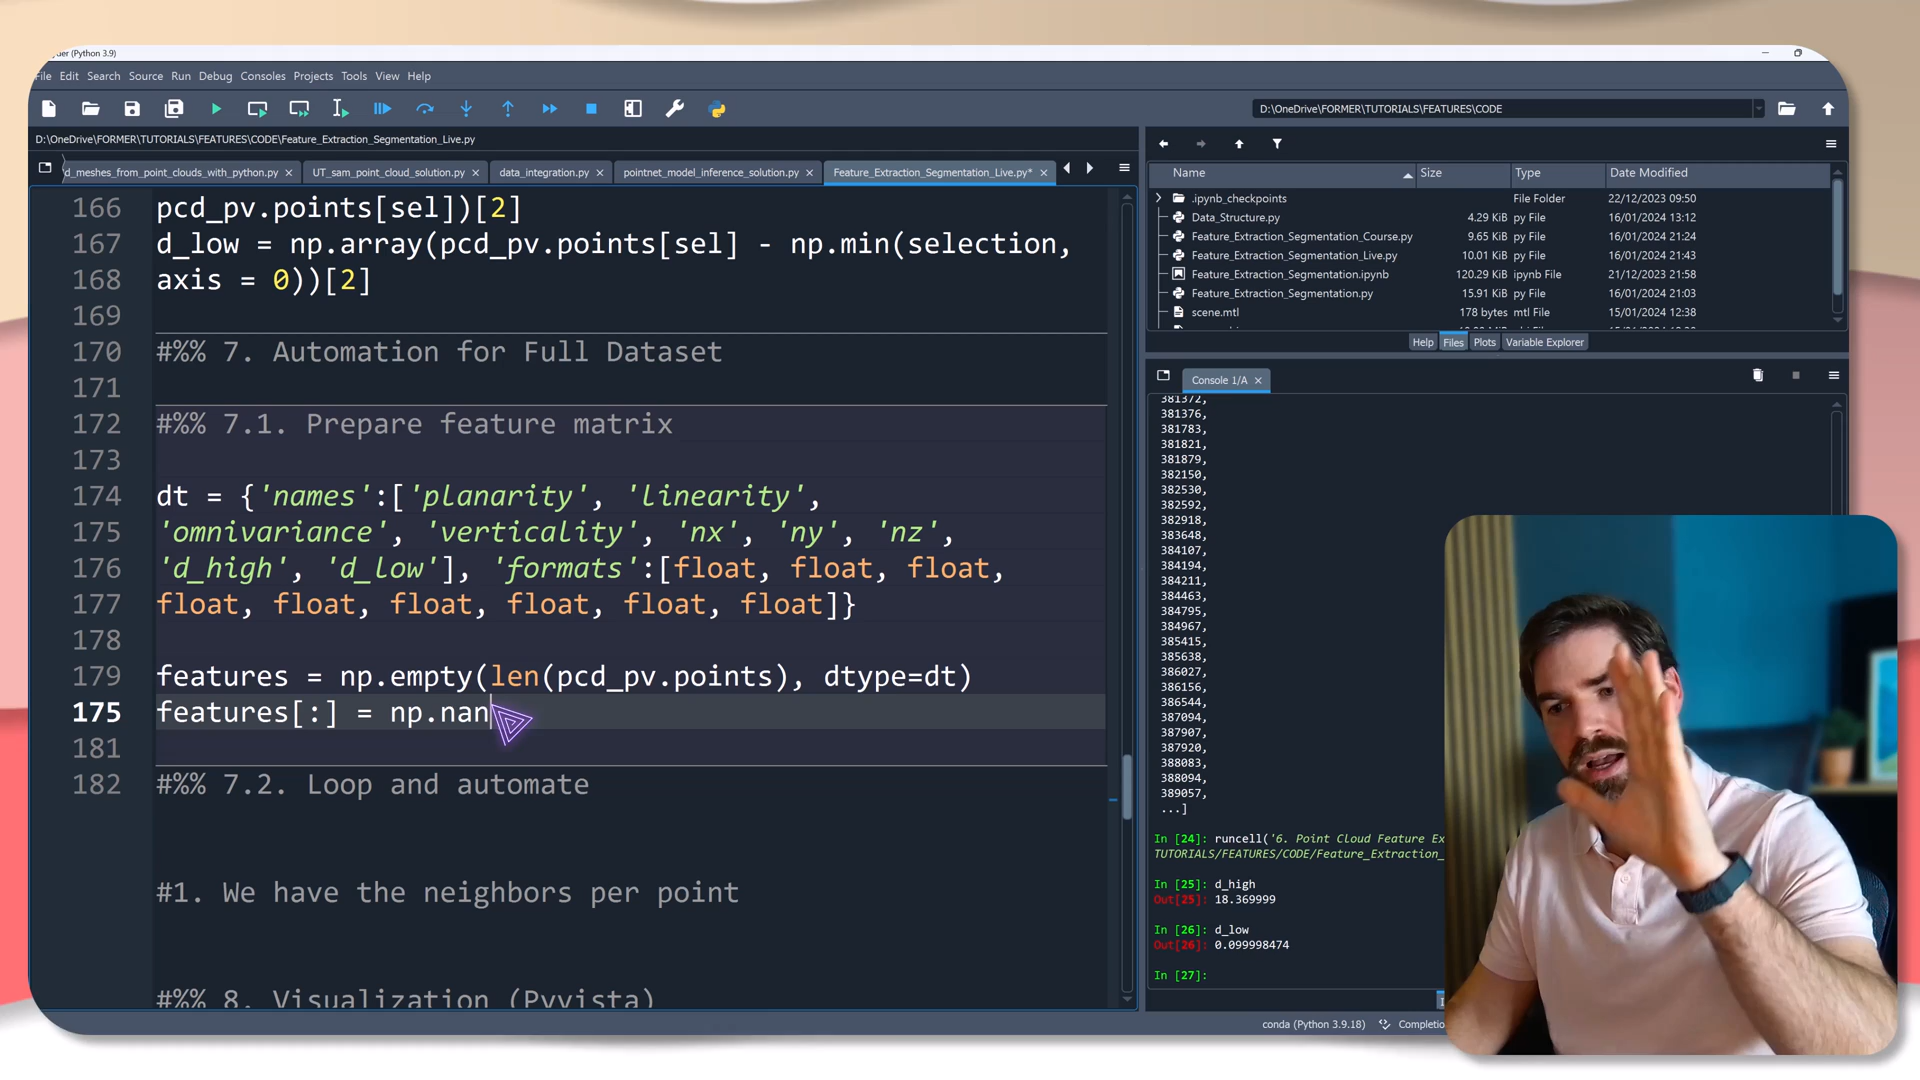 der (Python 3.9)
File Edit Search Source Run Debug Consoles Projects Tools View Help
D:\OneDrive\FORMER\TUTORIALS\FEATURES\CODE
D:\OneDrive\FORMER\TUTORIALS\FEATURES\CODE\Feature_Extraction_Segmentation_Live.py
d_meshes_from_point_clouds_with_python.py UT_sam_point_cloud_solution.py data_integration.py pointnet_model_inference_solution.py Feature_Extraction_Segmentation_Live.py*
166 pcd_pv.points[sel])[2]
167 d_low = np.array(pcd_pv.points[sel] - np.min(selection,
168 axis = 0))[2]
169
170 #%% 7. Automation for Full Dataset
171
172 #%% 7.1. Prepare feature matrix
173
174 dt = {'names':['planarity', 'linearity',
175 'omnivariance', 'verticality', 'nx', 'ny', 'nz',
176 'd_high', 'd_low'], 'formats':[float, float, float,
177 float, float, float, float, float, float]}
178
179 features = np.empty(len(pcd_pv.points), dtype=dt)
175 features[:] = np.nan
181
182 #%% 7.2. Loop and automate
#1. We have the neighbors per point
#%% 8. Visualization (Pyvista)
Name Size Type Date Modified
.ipynb_checkpoints File Folder 22/12/2023 09:50
Data_Structure.py 4.29 KiB py File 16/01/2024 13:12
Feature_Extraction_Segmentation_Course.py 9.65 KiB py File 16/01/2024 21:24
Feature_Extraction_Segmentation_Live.py 10.01 KiB py File 16/01/2024 21:43
Feature_Extraction_Segmentation.ipynb 120.29 KiB ipynb File 21/12/2023 21:58
Feature_Extraction_Segmentation.py 15.91 KiB py File 16/01/2024 21:03
scene.mtl 178 bytes mtl File 15/01/2024 12:38
Help Files Plots Variable Explorer
Console 1/A
381372,
381376,
381783,
381821,
381879,
382150,
382530,
382592,
382918,
383648,
384107,
384194,
384211,
384463,
384795,
384967,
385415,
385638,
386027,
386156,
386544,
387094,
387907,
387920,
388083,
388094,
389057,
...]
In [24]: runcell('6. Point Cloud Feature Ex
TUTORIALS/FEATURES/CODE/Feature_Extraction_
In [25]: d_high
Out[25]: 18.369999
In [26]: d_low
Out[26]: 0.099998474
In [27]:
conda (Python 3.9.18) Completio